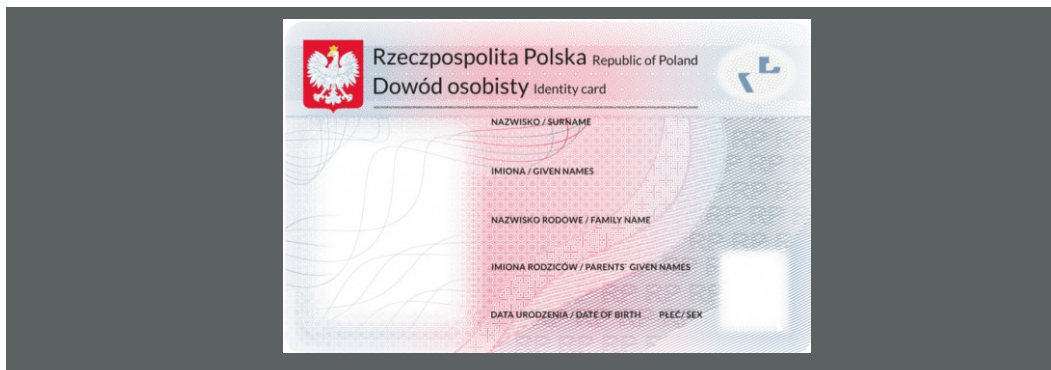 Rzeczpospolita Polska Republic of Poland
Dowód osobisty Identity card
NAZWISKO / SURNAME
IMIONA / GIVEN NAMES
NAZWISKO RODOWE / FAMILY NAME
IMIONA RODZICÓW / PARENTS' GIVEN NAMES
DATA URODZENIA / DATE OF BIRTH PŁEĆ/ SEX